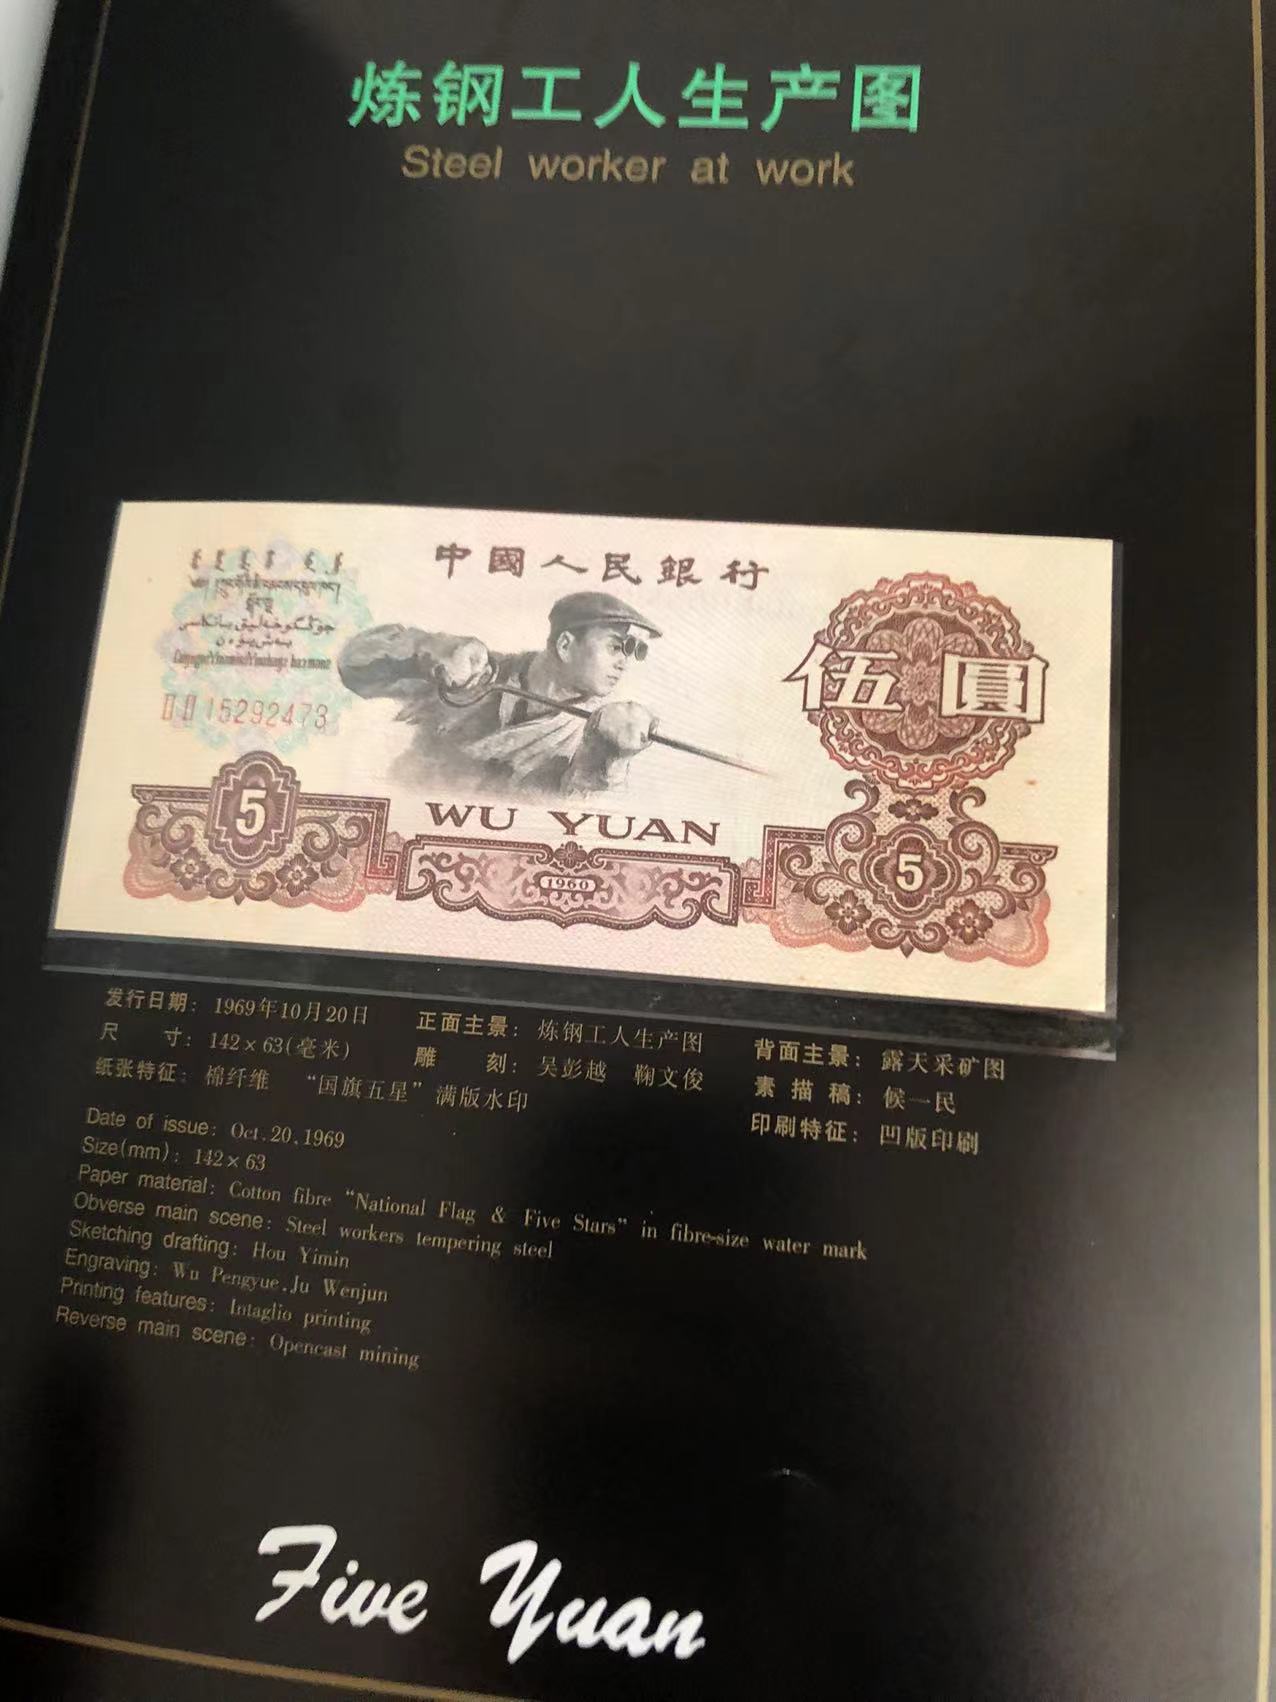 炼钢工人生产图
Steel worker at work
中國人民銀行
伍圓
15292473
5
WU YUAN
1960
5
发行日期：1969年10月20日
尺 寸：142×63(毫米)
纸张特征：棉纤维 “国旗五星”满版水印
正面主景：炼钢工人生产图
雕 刻：吴彭越 鞠文俊
背面主景：露天采矿图
素描稿：候一民
印刷特征：凹版印刷
Date of issue: Oct.20,1969
Size(mm): 142×63
Paper material: Cotton fibre “National Flag & Five Stars” in fibre-size water mark
Obverse main scene: Steel workers tempering steel
Sketching drafting: Hou Yimin
Engraving: Wu Pengyue,Ju Wenjun
Printing features: Intaglio printing
Reverse main scene: Opencast mining
Five Yuan